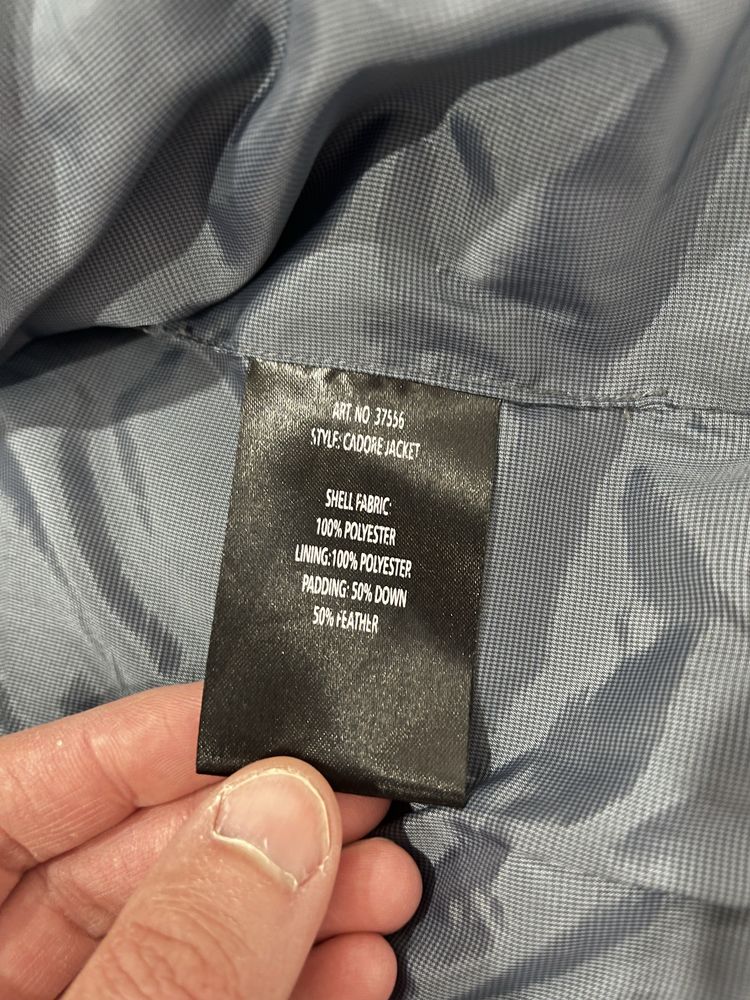 ART NO 37556
STYLE: CADORE JACKET
SHELL FABRIC:
100% POLYESTER
LINING:100% POLYESTER
PADDING: 50% DOWN
50% FEATHER